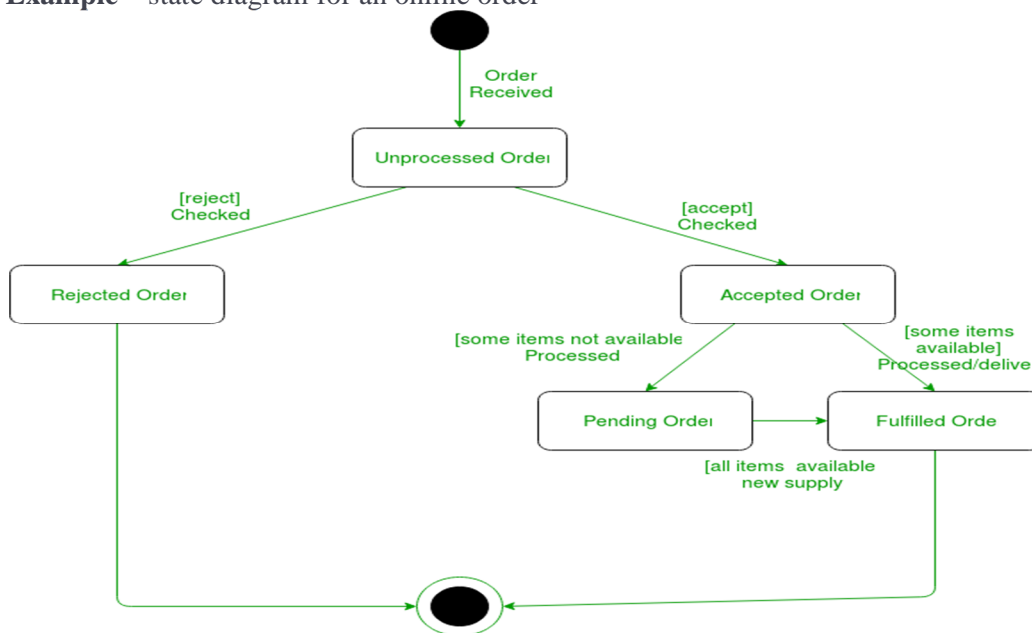 Example – state diagram for an online order
Order
Received
Unprocessed Order
[reject]
Checked
[accept]
Checked
Rejected Order
Accepted Order
[some items not available
Processed
[some items
available]
Processed/delive
Pending Order
Fulfilled Orde
[all items available
new supply